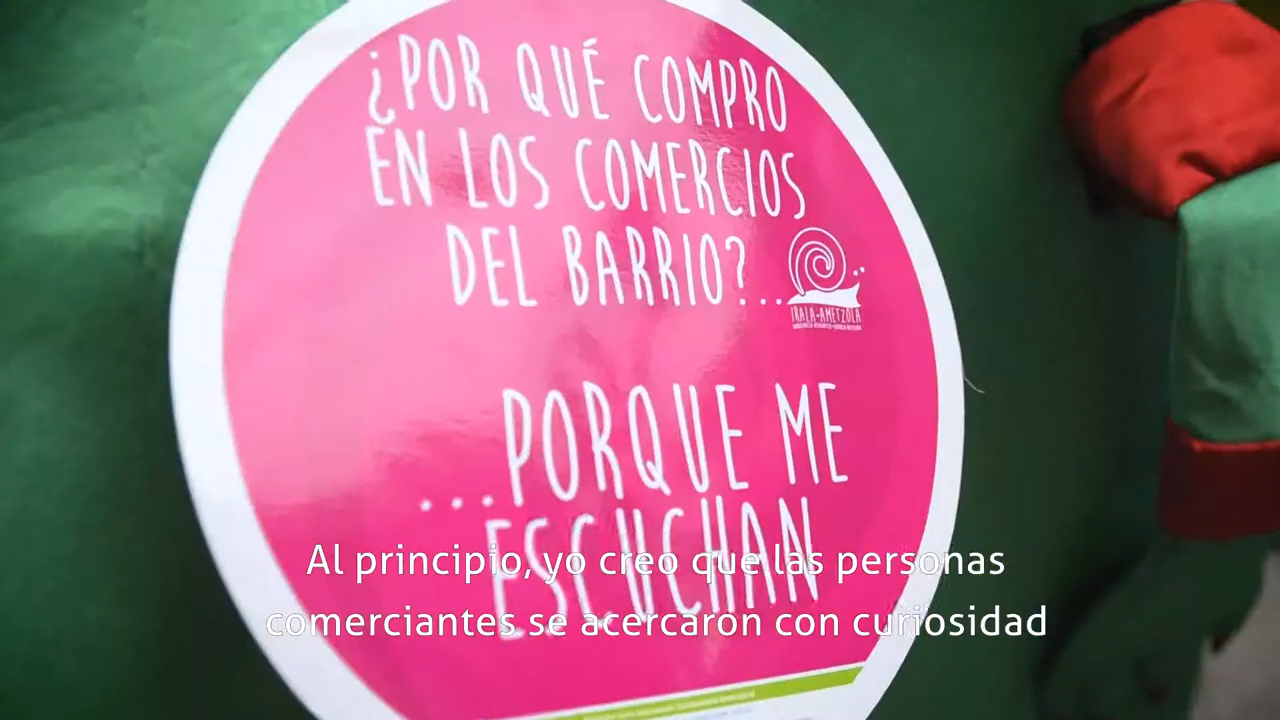 ¿POR QUÉ COMPRO
EN LOS COMERCIOS
DEL BARRIO?...
IRALA-AMETZOLA
...PORQUE ME
ESCUCHAN
Al principio, yo creo que las personas
comerciantes se acercaron con curiosidad